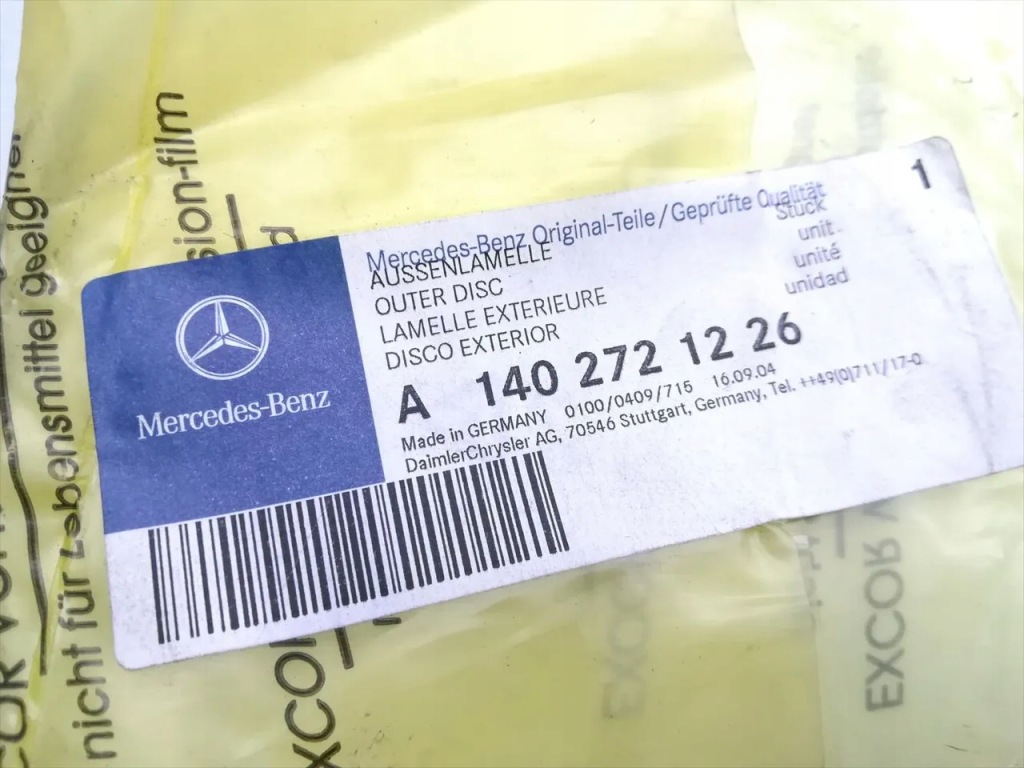 Mercedes-Benz Original-Teile/Geprüfte Qualität
1
AUSSENLAMELLE
Stück
OUTER DISC
unit
LAMELLE EXTERIEURE
unité
DISCO EXTERIOR
unidad
A 140 272 12 26
Made in GERMANY 0100/0409/715 16.09.04
DaimlerChrysler AG, 70546 Stuttgart, Germany, Tel. ++49(0)711/17-0
Mercedes-Benz
nicht für Lebensmittel geeignet
sion-film
EXCOR
EXCOR